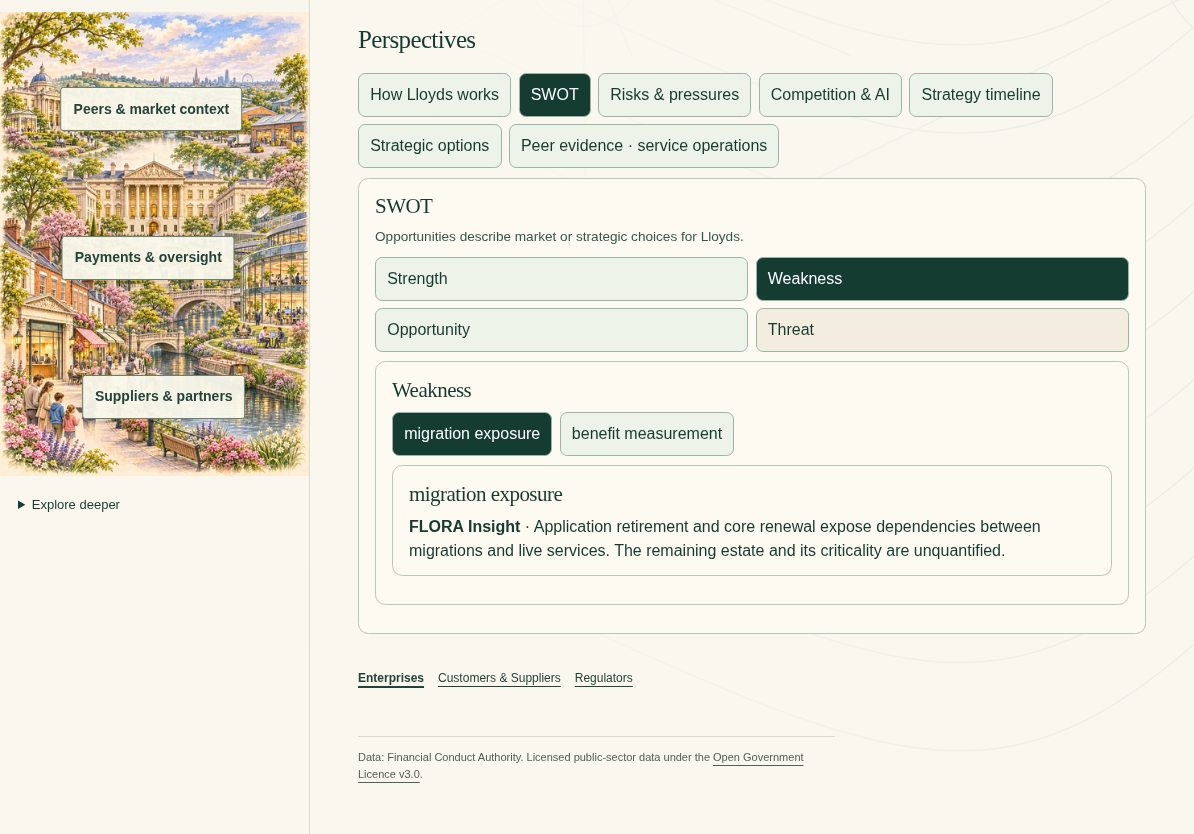 Peers & market context
Payments & oversight
Suppliers & partners
Explore deeper
Perspectives
How Lloyds works
SWOT
Risks & pressures
Competition & AI
Strategy timeline
Strategic options
Peer evidence · service operations
SWOT
Opportunities describe market or strategic choices for Lloyds.
Strength
Weakness
Opportunity
Threat
Weakness
migration exposure
benefit measurement
migration exposure
FLORA Insight · Application retirement and core renewal expose dependencies between
migrations and live services. The remaining estate and its criticality are unquantified.
Enterprises
Customers & Suppliers
Regulators
Data: Financial Conduct Authority. Licensed public-sector data under the Open Government
Licence v3.0.